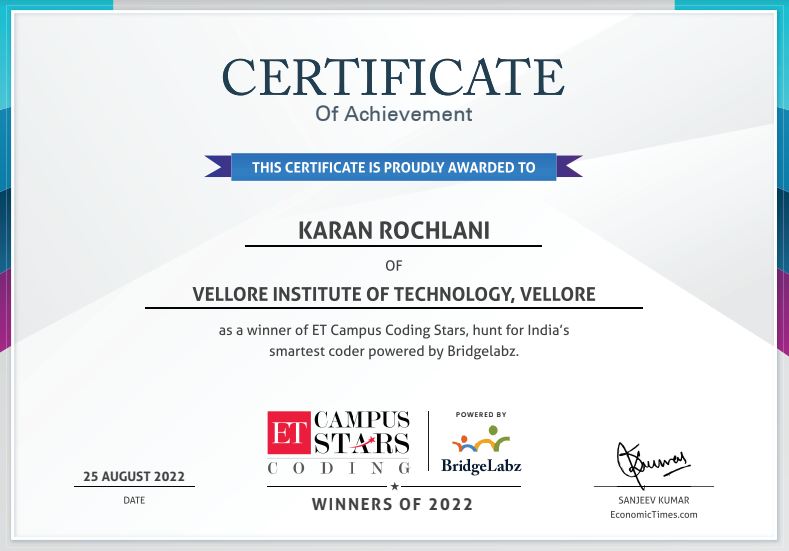 CERTIFICATE
Of Achievement
THIS CERTIFICATE IS PROUDLY AWARDED TO
KARAN ROCHLANI
OF
VELLORE INSTITUTE OF TECHNOLOGY, VELLORE
as a winner of ET Campus Coding Stars, hunt for India's
smartest coder powered by Bridgelabz.
ET CAMPUS
STARS
CODING
POWERED BY
BridgeLabz
WINNERS OF 2022
25 AUGUST 2022
DATE
SANJEEV KUMAR
EconomicTimes.com